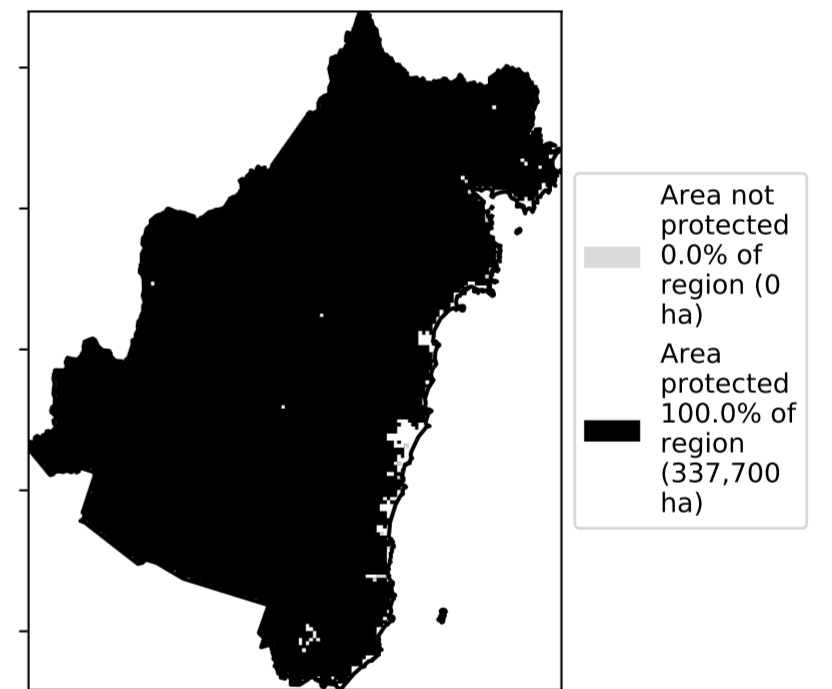 Area not
protected
0.0% of
region (0
ha)
Area
protected
100.0% of
region
(337,700
ha)